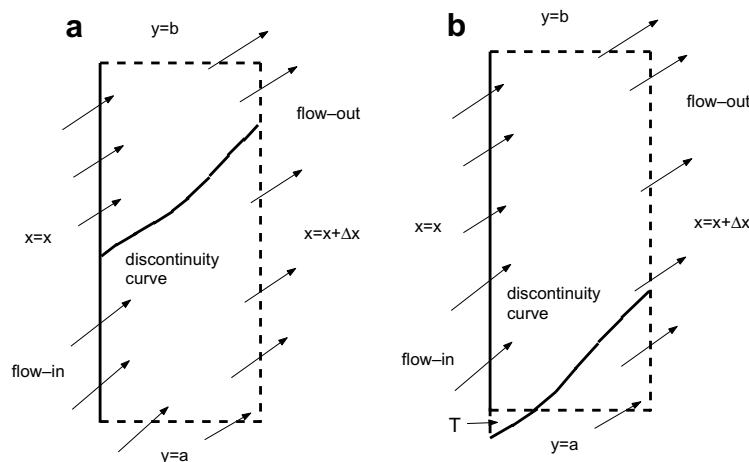 a
y=b
flow–out
x=x
x=x+Δx
discontinuity
curve
flow–in
y=a
b
y=b
flow–out
x=x
x=x+Δx
discontinuity
curve
flow–in
T
y=a